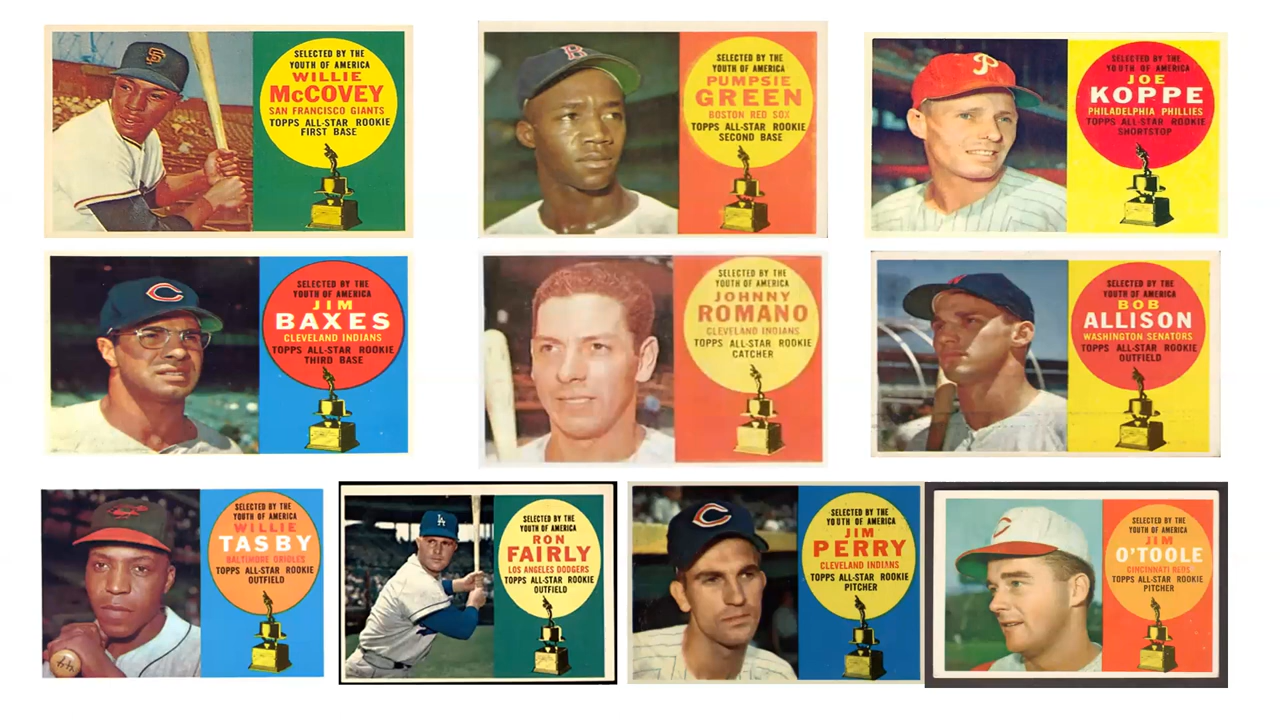 SELECTED BY THE
YOUTH OF AMERICA
WILLIE
McCOVEY
SAN FRANCISCO GIANTS
TOPPS ALL-STAR ROOKIE
FIRST BASE
SELECTED BY THE
YOUTH OF AMERICA
PUMPSIE
GREEN
BOSTON RED SOX
TOPPS ALL-STAR ROOKIE
SECOND BASE
SELECTED BY THE
YOUTH OF AMERICA
JOE
KOPPE
PHILADELPHIA PHILLIES
TOPPS ALL-STAR ROOKIE
SHORTSTOP
SELECTED BY THE
YOUTH OF AMERICA
JIM
BAXES
CLEVELAND INDIANS
TOPPS ALL-STAR ROOKIE
THIRD BASE
SELECTED BY THE
YOUTH OF AMERICA
JOHNNY
ROMANO
CLEVELAND INDIANS
TOPPS ALL-STAR ROOKIE
CATCHER
SELECTED BY THE
YOUTH OF AMERICA
BOB
ALLISON
WASHINGTON SENATORS
TOPPS ALL-STAR ROOKIE
OUTFIELD
SELECTED BY THE
YOUTH OF AMERICA
WILLIE
TASBY
BALTIMORE ORIOLES
TOPPS ALL-STAR ROOKIE
OUTFIELD
SELECTED BY THE
YOUTH OF AMERICA
RON
FAIRLY
LOS ANGELES DODGERS
TOPPS ALL-STAR ROOKIE
OUTFIELD
SELECTED BY THE
YOUTH OF AMERICA
JIM
PERRY
CLEVELAND INDIANS
TOPPS ALL-STAR ROOKIE
PITCHER
SELECTED BY THE
YOUTH OF AMERICA
JIM
O'TOOLE
CINCINNATI REDS
TOPPS ALL-STAR ROOKIE
PITCHER
SF
B
P
C
C
LA
C
C